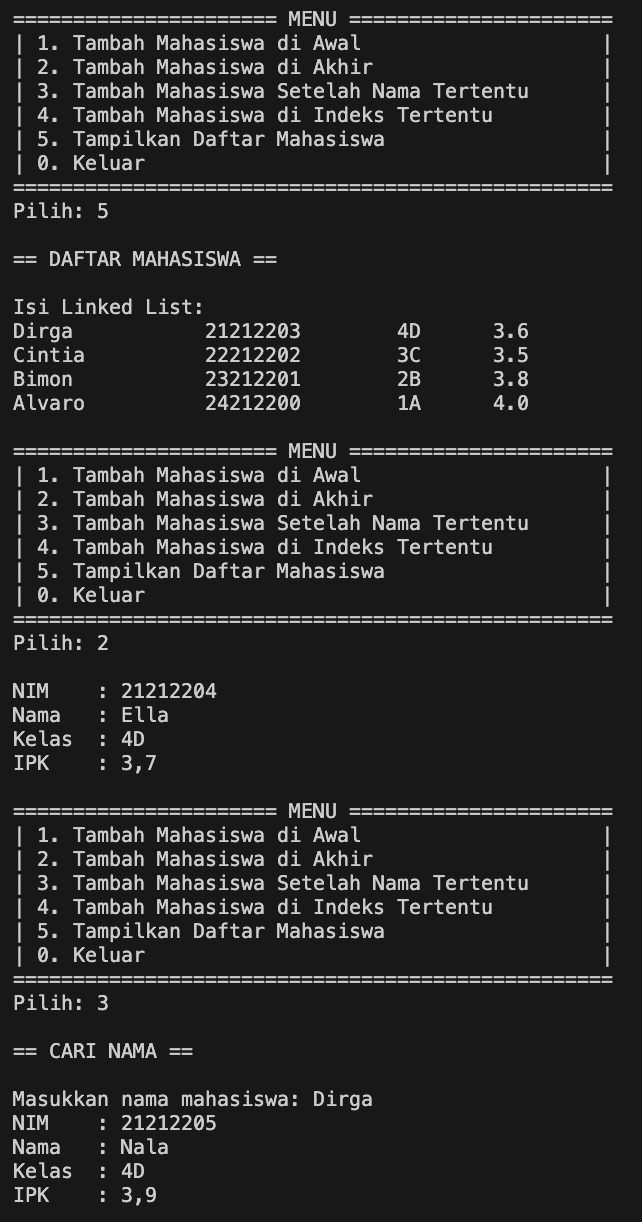 ====================== MENU ======================
| 1. Tambah Mahasiswa di Awal                    |
| 2. Tambah Mahasiswa di Akhir                   |
| 3. Tambah Mahasiswa Setelah Nama Tertentu      |
| 4. Tambah Mahasiswa di Indeks Tertentu         |
| 5. Tampilkan Daftar Mahasiswa                  |
| 0. Keluar                                      |
==================================================
Pilih: 5
== DAFTAR MAHASISWA ==
Isi Linked List:
Dirga           21212203        4D      3.6
Cintia          22212202        3C      3.5
Bimon           23212201        2B      3.8
Alvaro          24212200        1A      4.0
====================== MENU ======================
| 1. Tambah Mahasiswa di Awal                    |
| 2. Tambah Mahasiswa di Akhir                   |
| 3. Tambah Mahasiswa Setelah Nama Tertentu      |
| 4. Tambah Mahasiswa di Indeks Tertentu         |
| 5. Tampilkan Daftar Mahasiswa                  |
| 0. Keluar                                      |
==================================================
Pilih: 2
NIM    : 21212204
Nama   : Ella
Kelas  : 4D
IPK    : 3,7
====================== MENU ======================
| 1. Tambah Mahasiswa di Awal                    |
| 2. Tambah Mahasiswa di Akhir                   |
| 3. Tambah Mahasiswa Setelah Nama Tertentu      |
| 4. Tambah Mahasiswa di Indeks Tertentu         |
| 5. Tampilkan Daftar Mahasiswa                  |
| 0. Keluar                                      |
==================================================
Pilih: 3
== CARI NAMA ==
Masukkan nama mahasiswa: Dirga
NIM    : 21212205
Nama   : Nala
Kelas  : 4D
IPK    : 3,9